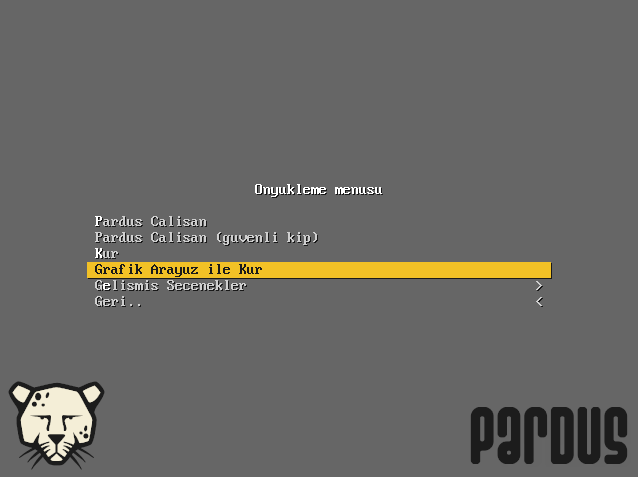 Onyukleme menusu
Pardus Calisan
Pardus Calisan (guvenli kip)
Kur
Grafik Arayuz ile Kur
Gelismis Secenekler >
Geri.. <
PARDUS